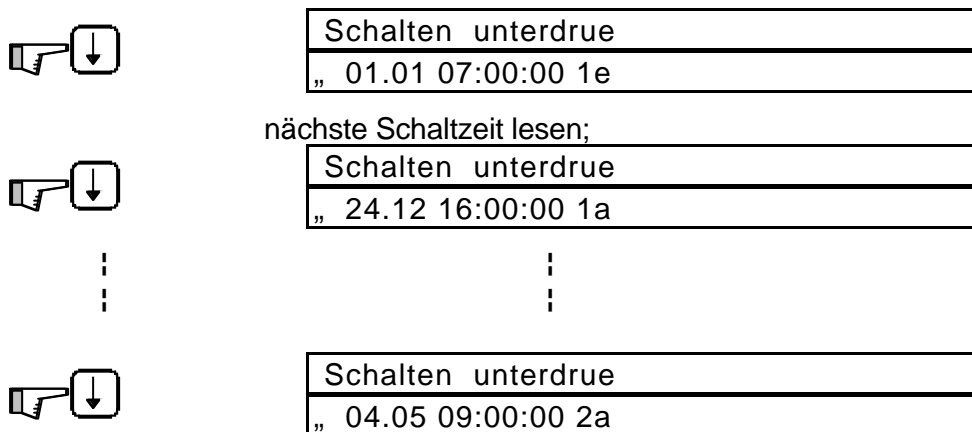 Schalten unterdrue
„ 01.01 07:00:00 1e
nächste Schaltzeit lesen;
Schalten unterdrue
„ 24.12 16:00:00 1a
Schalten unterdrue
„ 04.05 09:00:00 2a